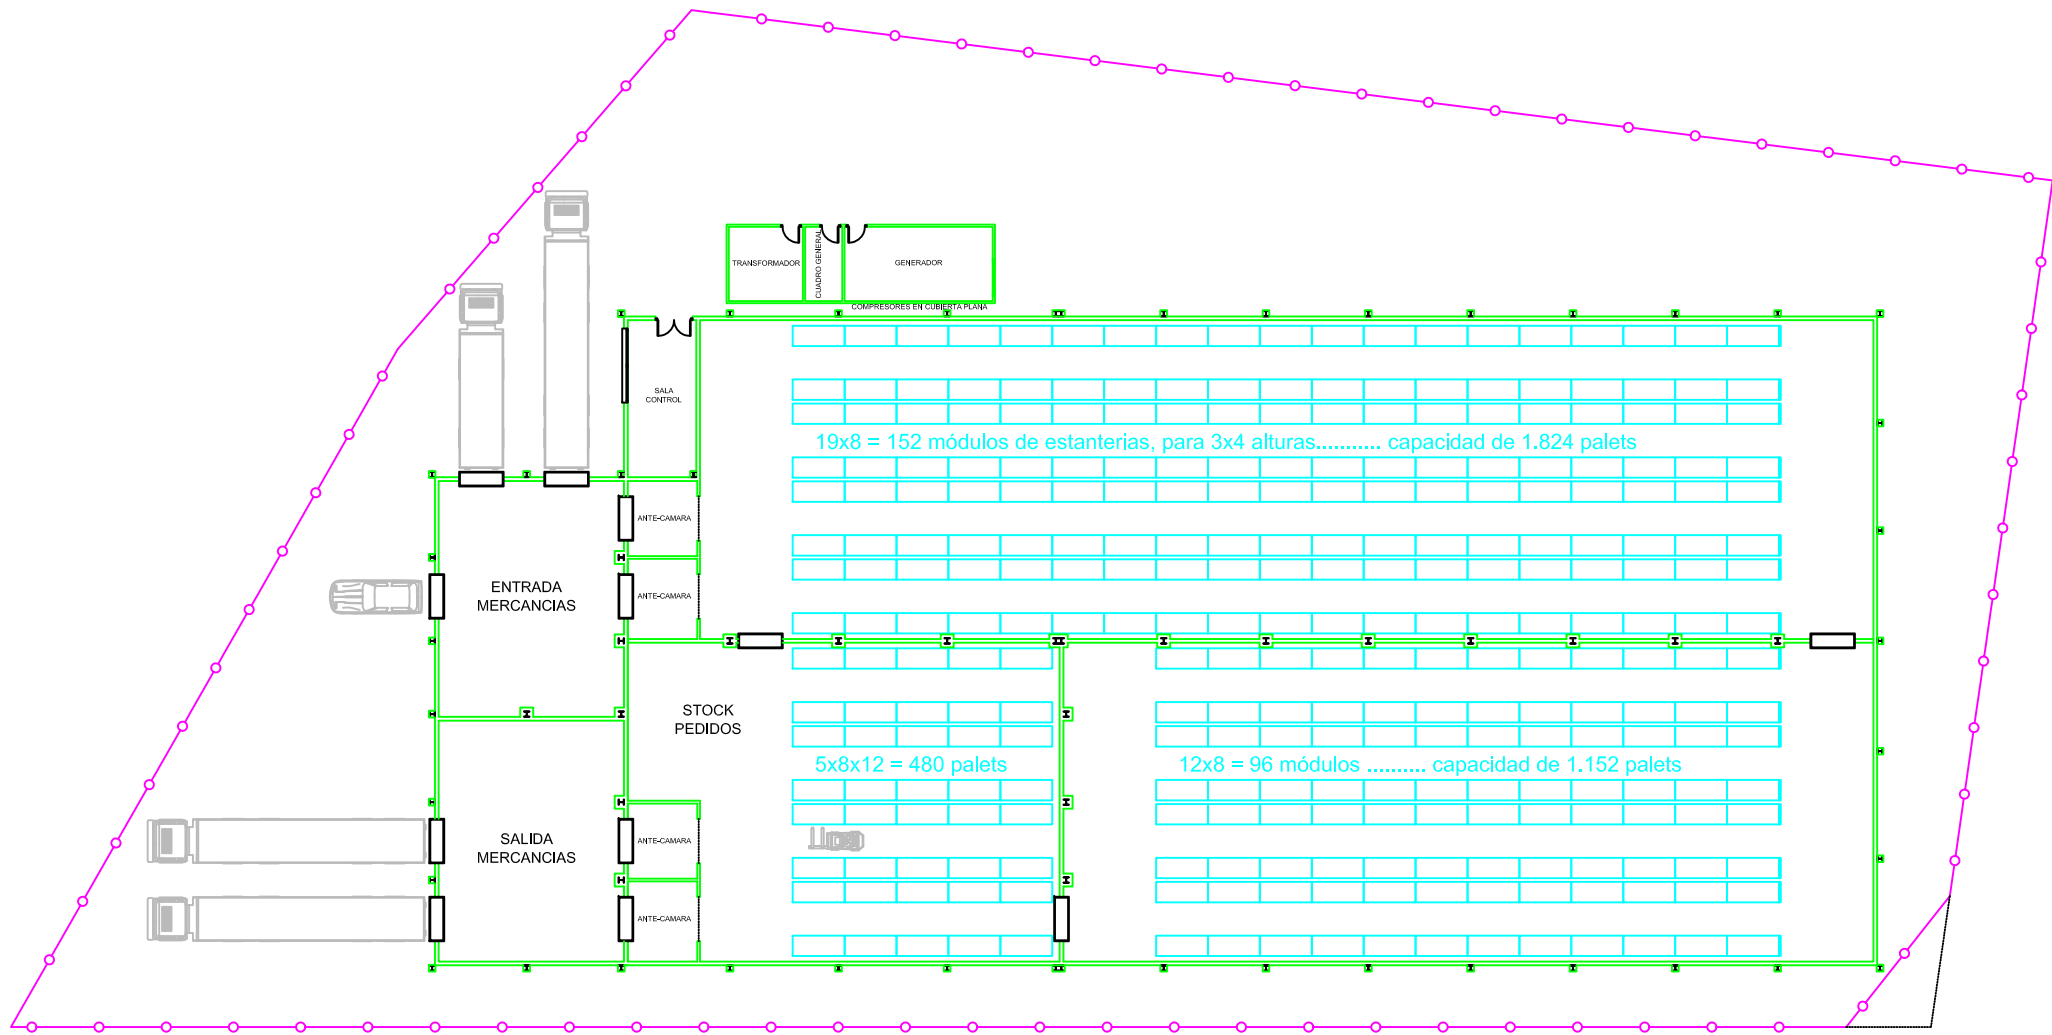 TRANSFORMADOR
CUADRO GENERAL
GENERADOR
COMPRESORES EN CUBIERTA PLANA
SALA
CONTROL
19x8 = 152 módulos de estanterias, para 3x4 alturas........... capacidad de 1.824 palets
ANTE-CAMARA
ENTRADA
MERCANCIAS
ANTE-CAMARA
STOCK
PEDIDOS
5x8x12 = 480 palets
12x8 = 96 módulos .......... capacidad de 1.152 palets
SALIDA
MERCANCIAS
ANTE-CAMARA
ANTE-CAMARA